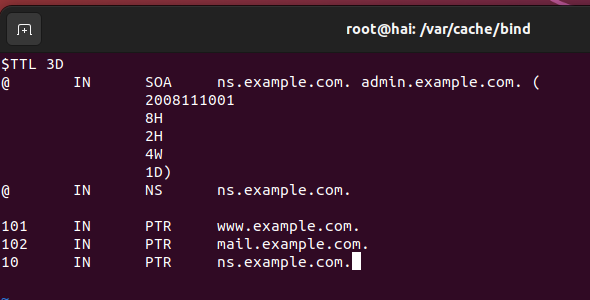 root@hai: /var/cache/bind
$TTL 3D
@ IN SOA ns.example.com. admin.example.com. (
2008111001
8H
2H
4W
1D)
@ IN NS ns.example.com.
101 IN PTR www.example.com.
102 IN PTR mail.example.com.
10 IN PTR ns.example.com.
~